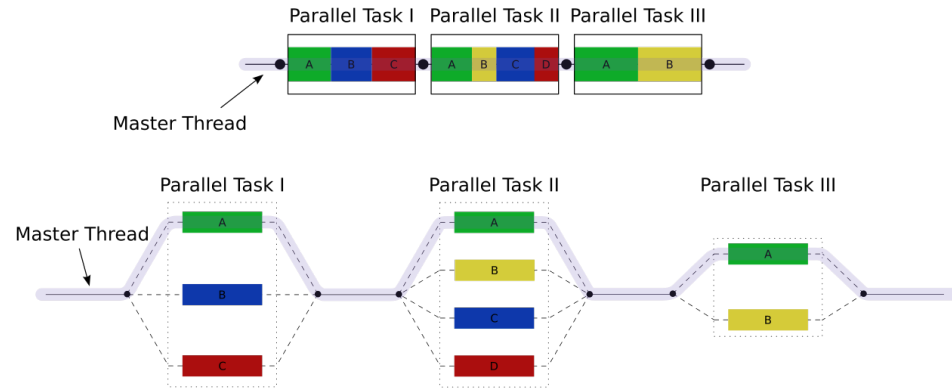 Parallel Task I Parallel Task II Parallel Task III
A B C A B C D A B
Master Thread
Parallel Task I Parallel Task II Parallel Task III
A A
Master Thread
A
B
B
C
B
C D